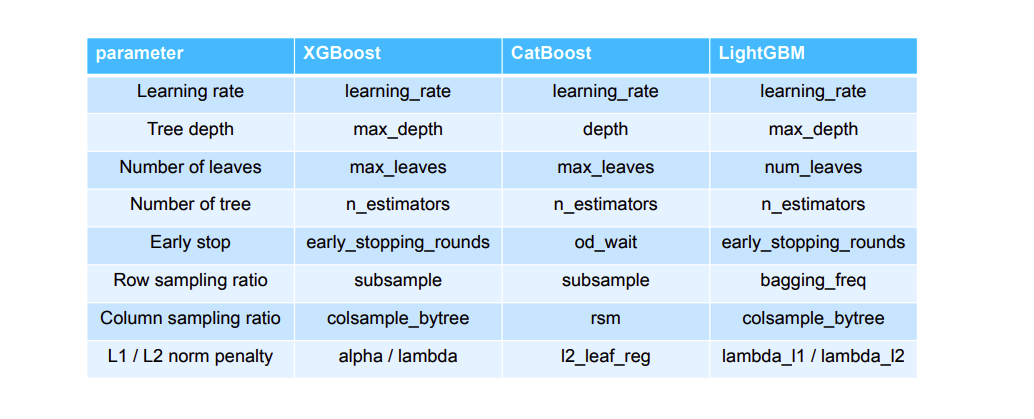 parameter XGBoost CatBoost LightGBM
Learning rate learning_rate learning_rate learning_rate
Tree depth max_depth depth max_depth
Number of leaves max_leaves max_leaves num_leaves
Number of tree n_estimators n_estimators n_estimators
Early stop early_stopping_rounds od_wait early_stopping_rounds
Row sampling ratio subsample subsample bagging_freq
Column sampling ratio colsample_bytree rsm colsample_bytree
L1 / L2 norm penalty alpha / lambda l2_leaf_reg lambda_l1 / lambda_l2